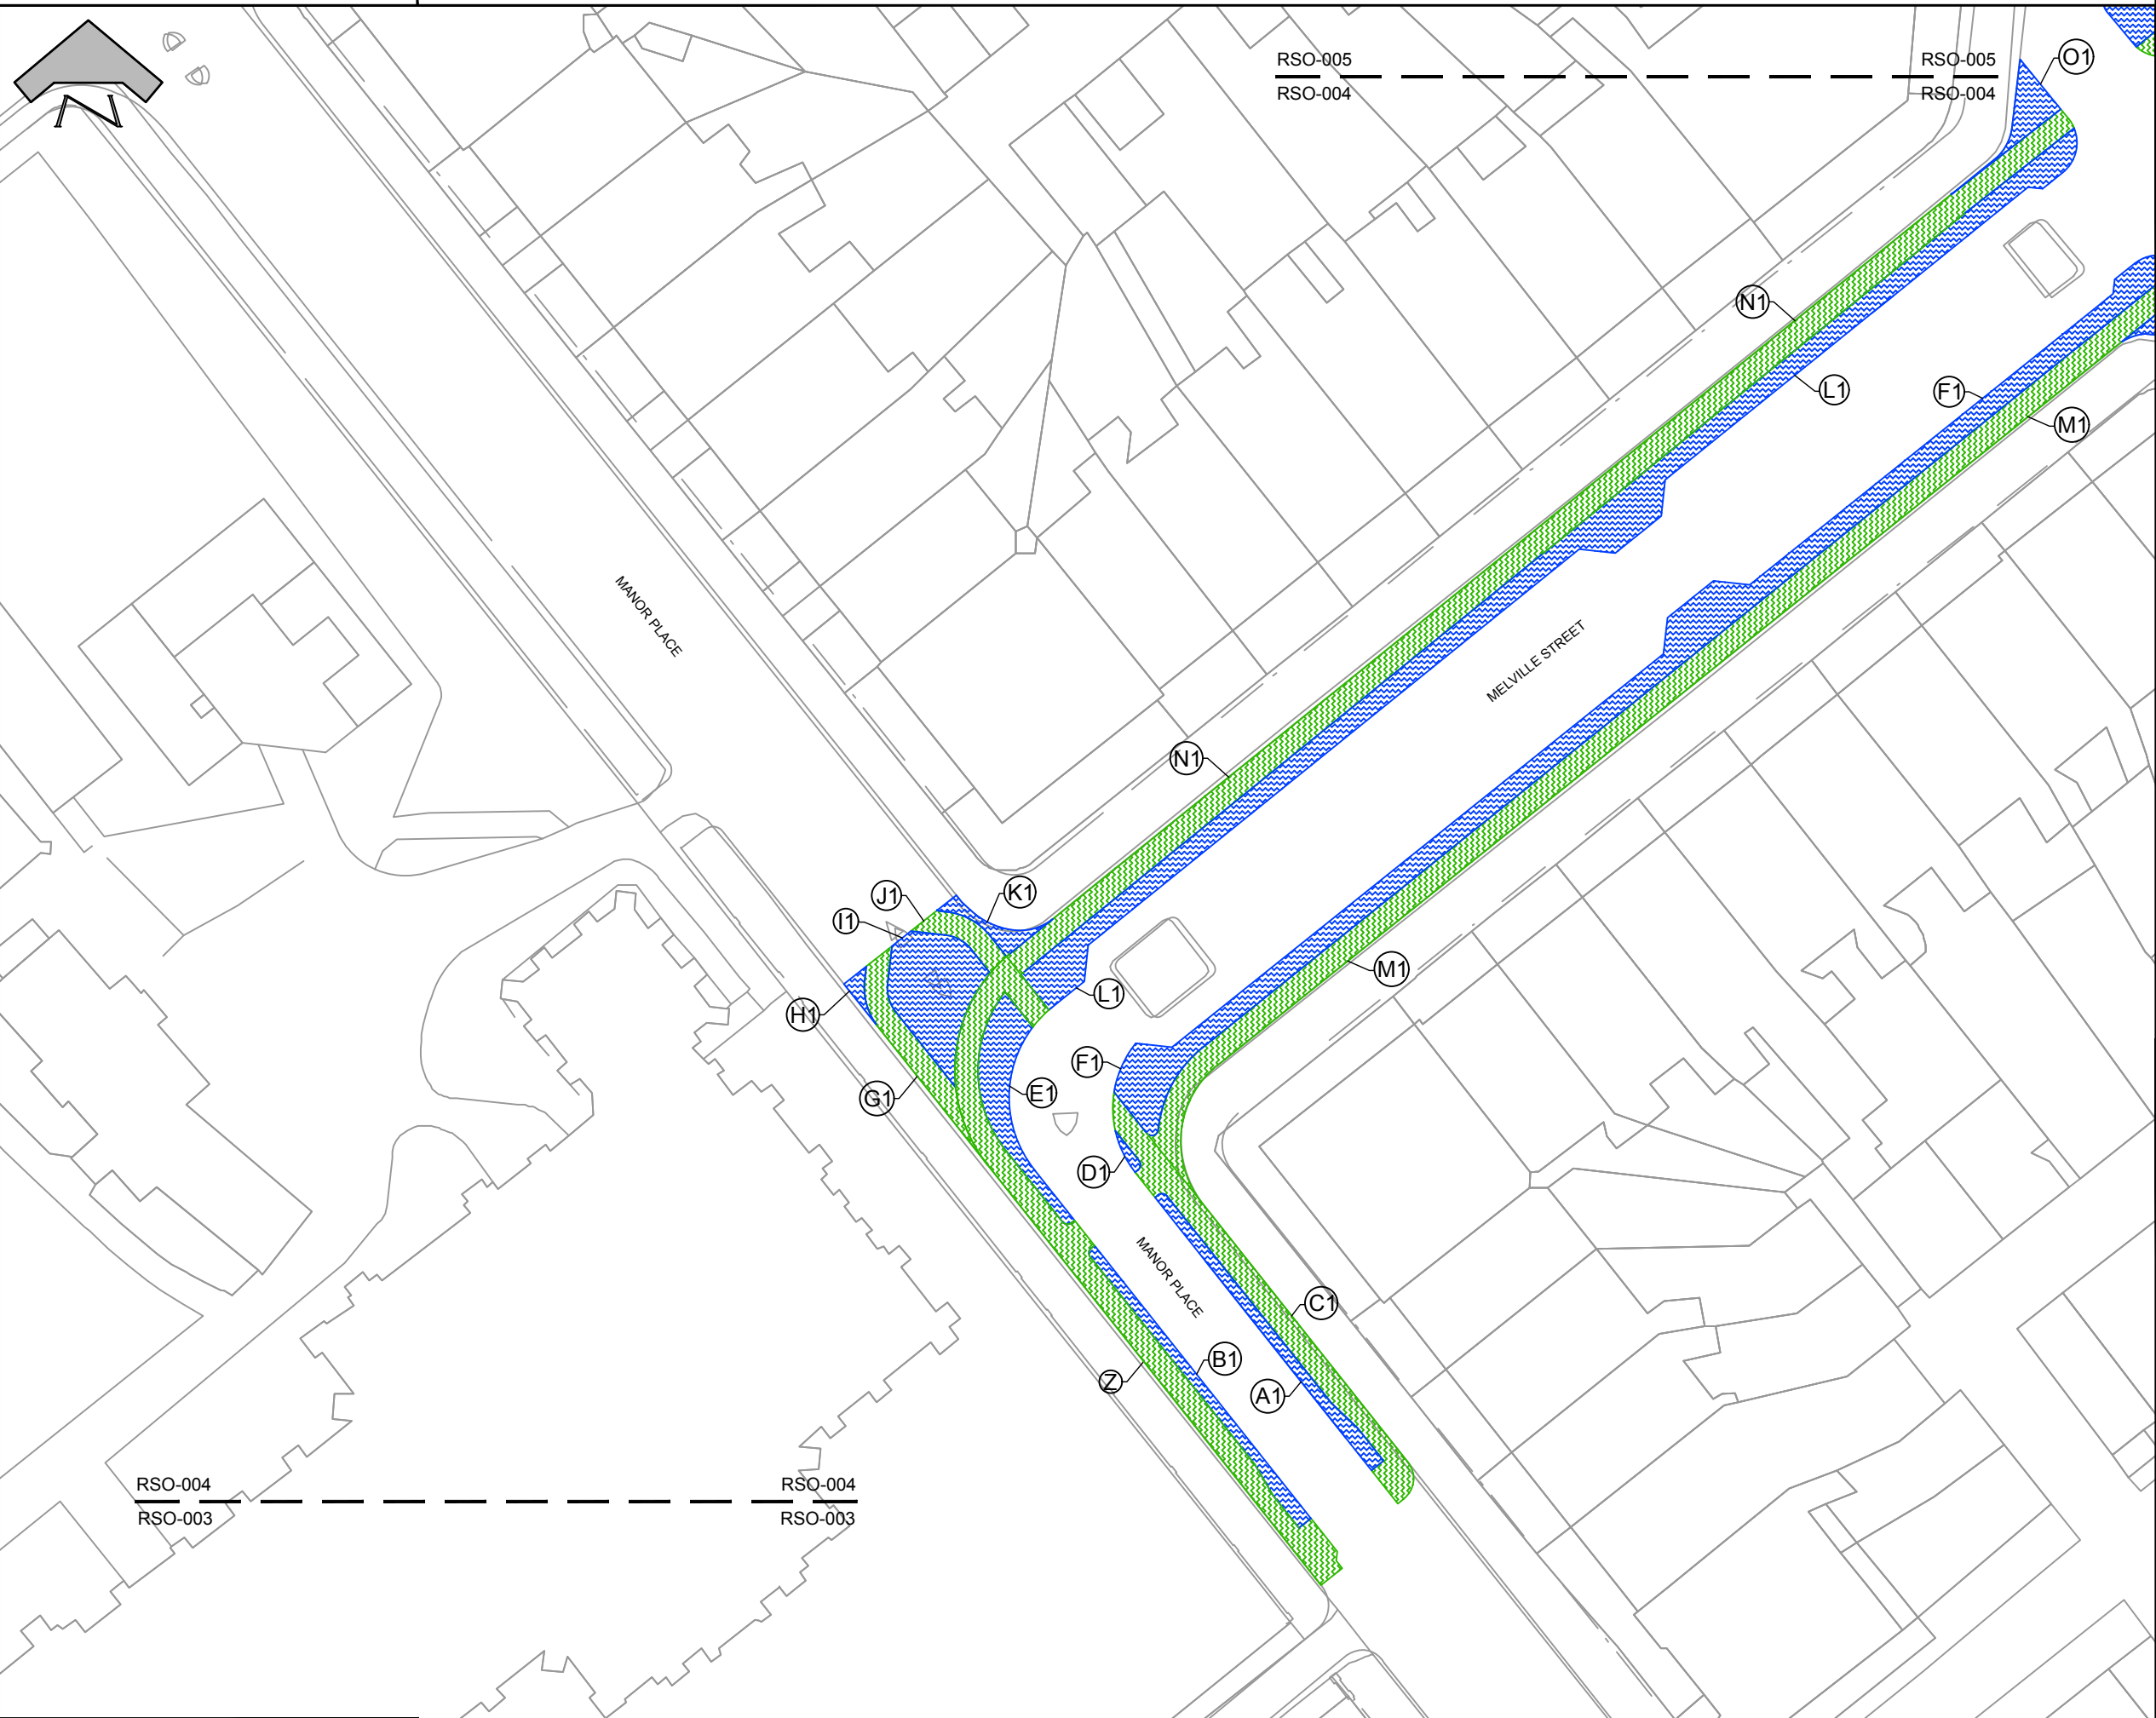 RSO-005 RSO-005
RSO-004 RSO-004
O1
N
N1
L1
F1
M1
MANOR PLACE
MELVILLE STREET
N1
J1
K1
I1
M1
L1
H1
F1
E1
G1
D1
MANOR PLACE
C1
B1
Z
A1
RSO-004 RSO-004
RSO-003 RSO-003